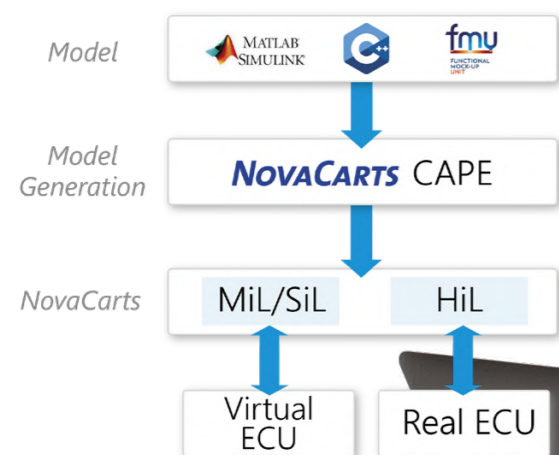 Model
MATLAB
SIMULINK
C++
fmu
FUNCTIONAL
MOCK-UP
UNIT
Model
Generation
NOVACARTS CAPE
NovaCarts
MiL/SiL
HiL
Virtual
ECU
Real ECU